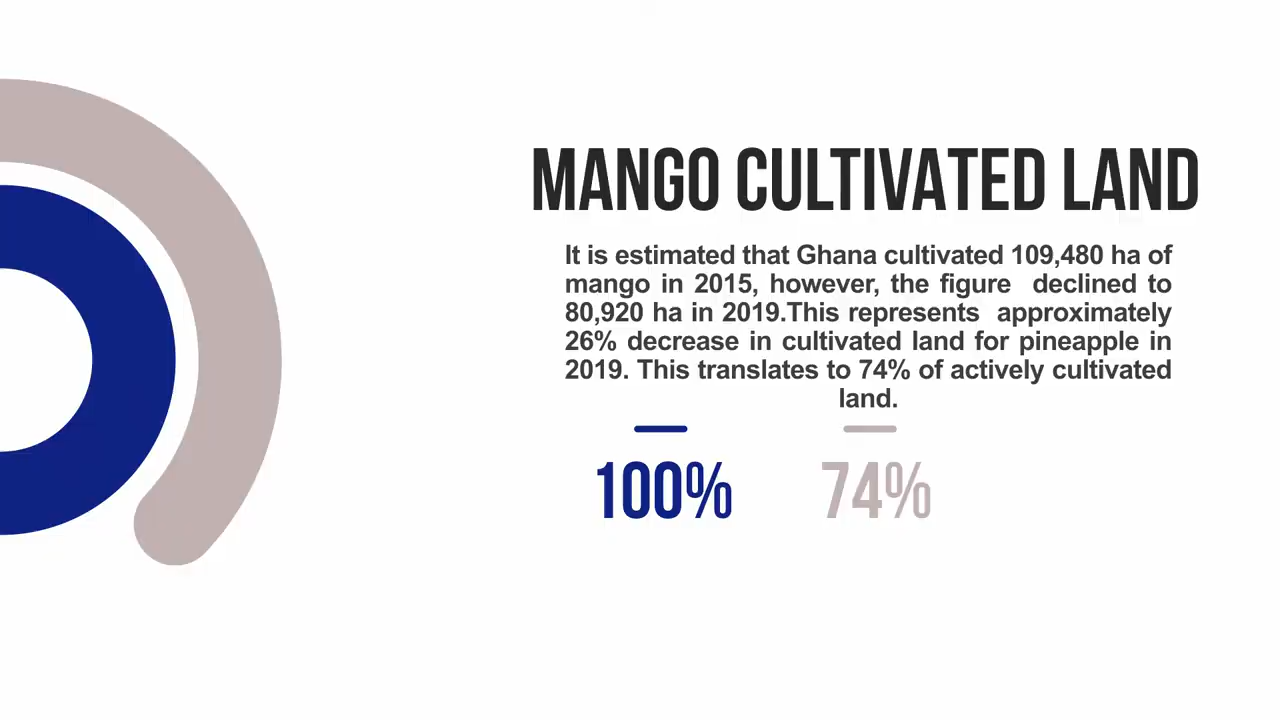 MANGO CULTIVATED LAND
It is estimated that Ghana cultivated 109,480 ha of
mango in 2015, however, the figure  declined to
80,920 ha in 2019.This represents  approximately
26% decrease in cultivated land for pineapple in
2019. This translates to 74% of actively cultivated
land.
100% 74%